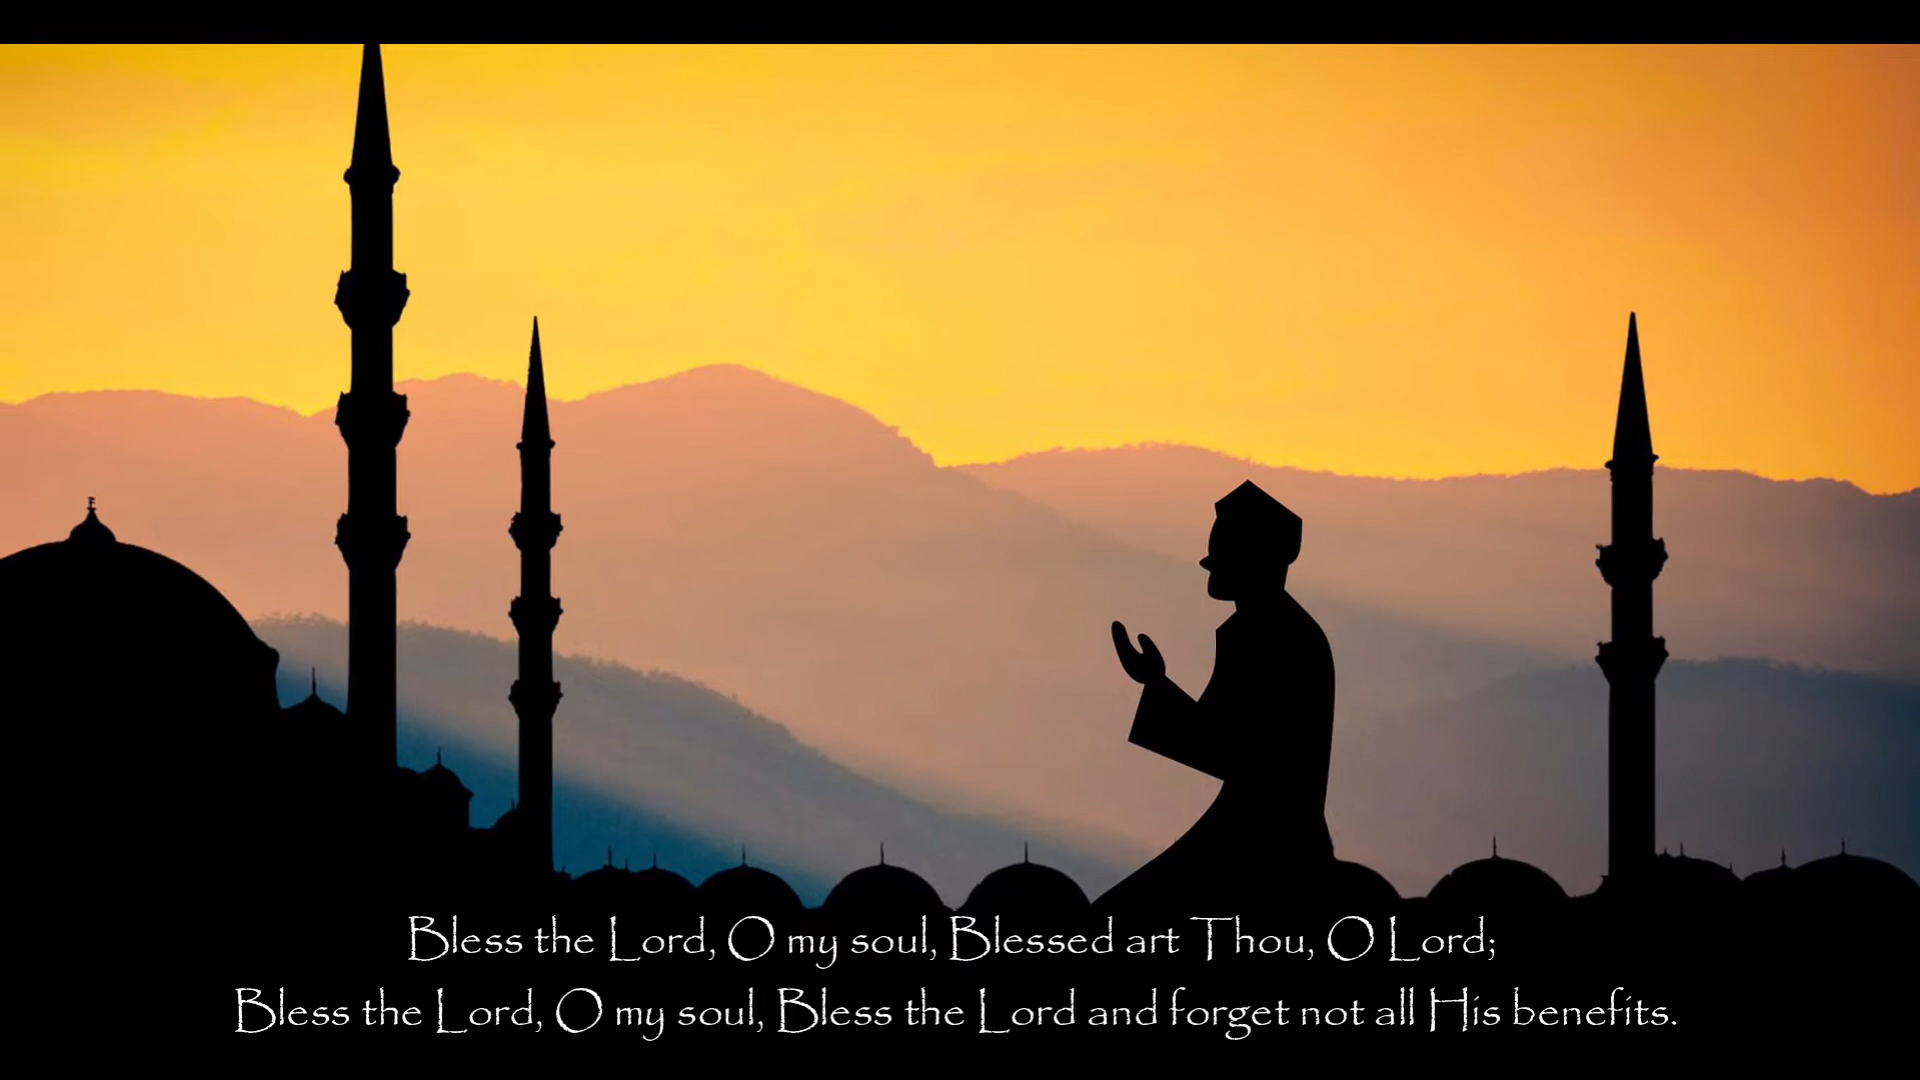 Bless the Lord, O my soul, Blessed art Thou, O Lord;
Bless the Lord, O my soul, Bless the Lord and forget not all His benefits.